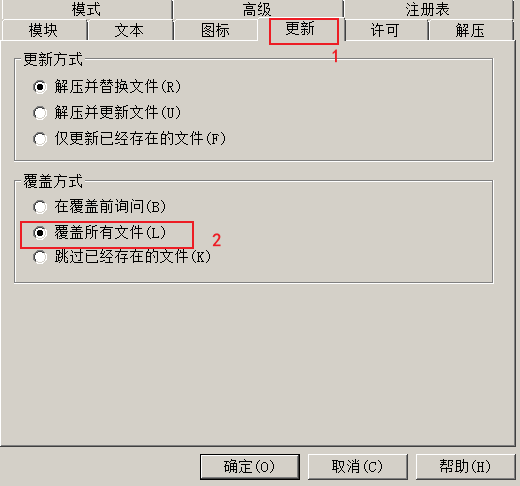 模式 高级 注册表
模块 文本 图标 更新 许可 解压
1
更新方式
解压并替换文件(R)
解压并更新文件(U)
仅更新已经存在的文件(F)
覆盖方式
在覆盖前询问(B)
覆盖所有文件(L) 2
跳过已经存在的文件(K)
确定(O) 取消(C) 帮助(H)